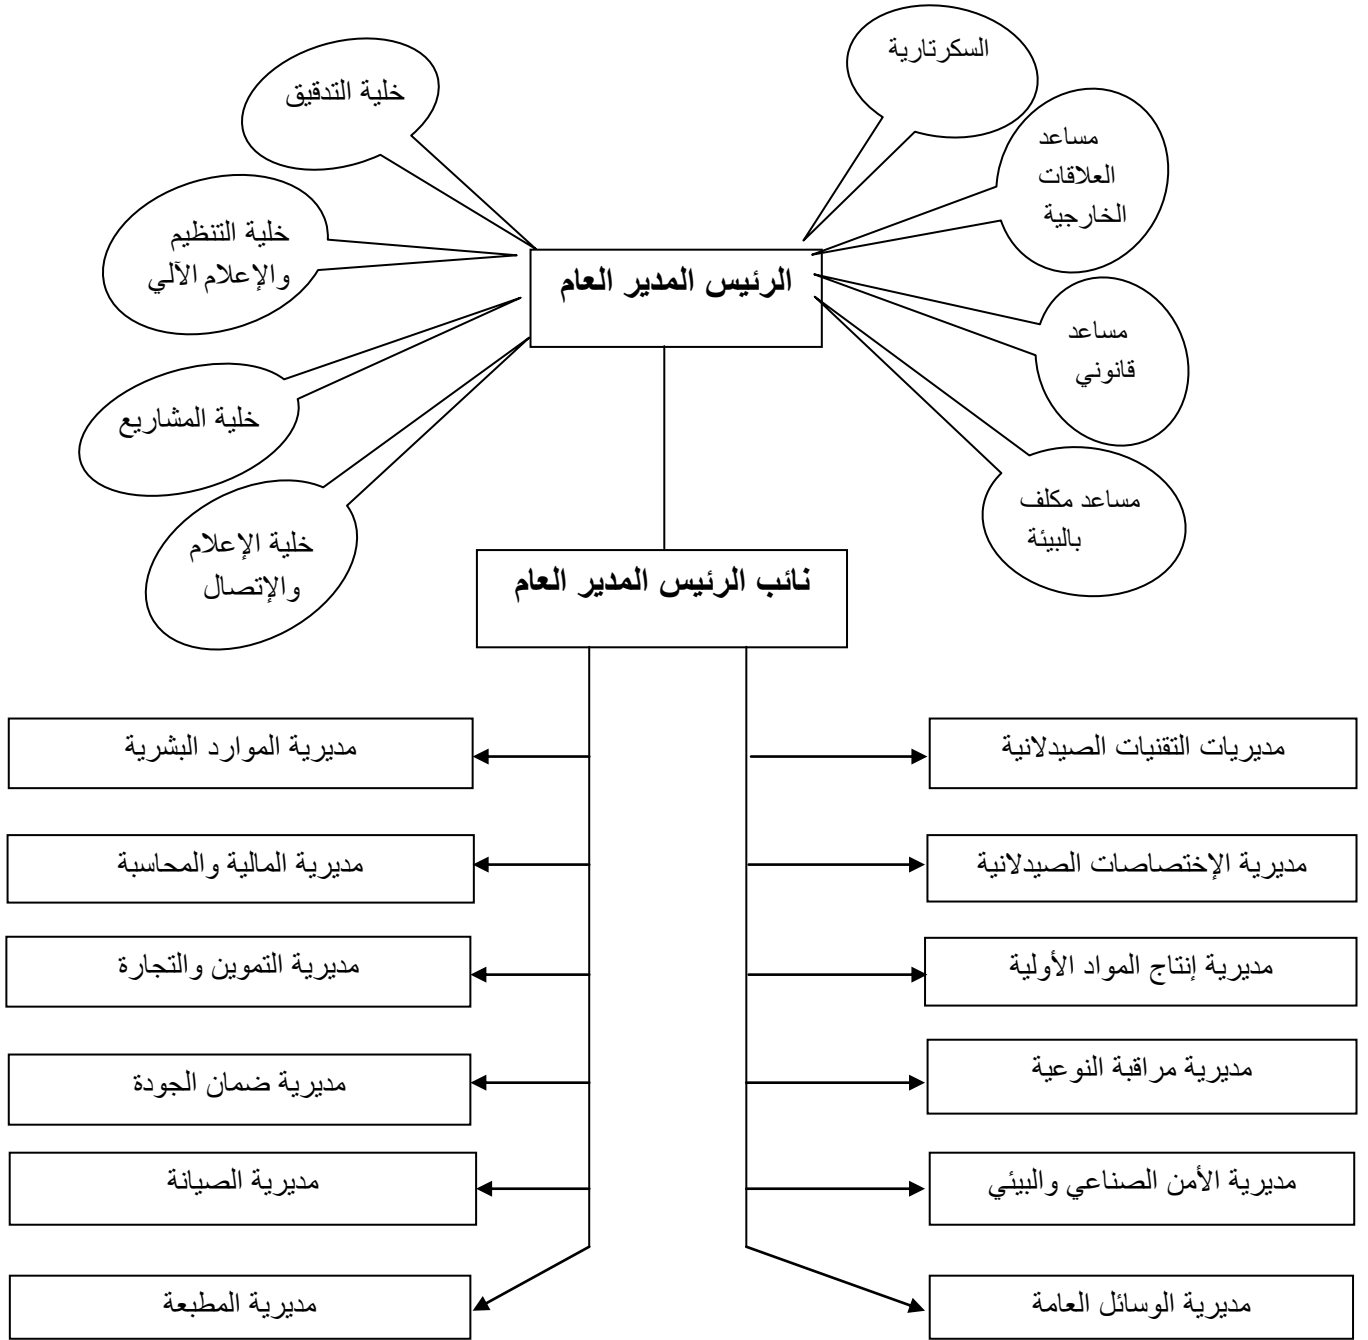 السكرتارية
خلية التدقيق
مساعد
العلاقات
الخارجية
خلية التنظيم
والإعلام الآلي
الرئيس المدير العام
مساعد
قانوني
خلية المشاريع
مساعد مكلف
بالبيئة
خلية الإعلام
والإتصال
نائب الرئيس المدير العام
مديريات التقنيات الصيدلانية
مديرية الموارد البشرية
مديرية الإختصاصات الصيدلانية
مديرية المالية والمحاسبة
مديرية إنتاج المواد الأولية
مديرية التموين والتجارة
مديرية مراقبة النوعية
مديرية ضمان الجودة
مديرية الأمن الصناعي والبيئي
مديرية الصيانة
مديرية الوسائل العامة
مديرية المطبعة